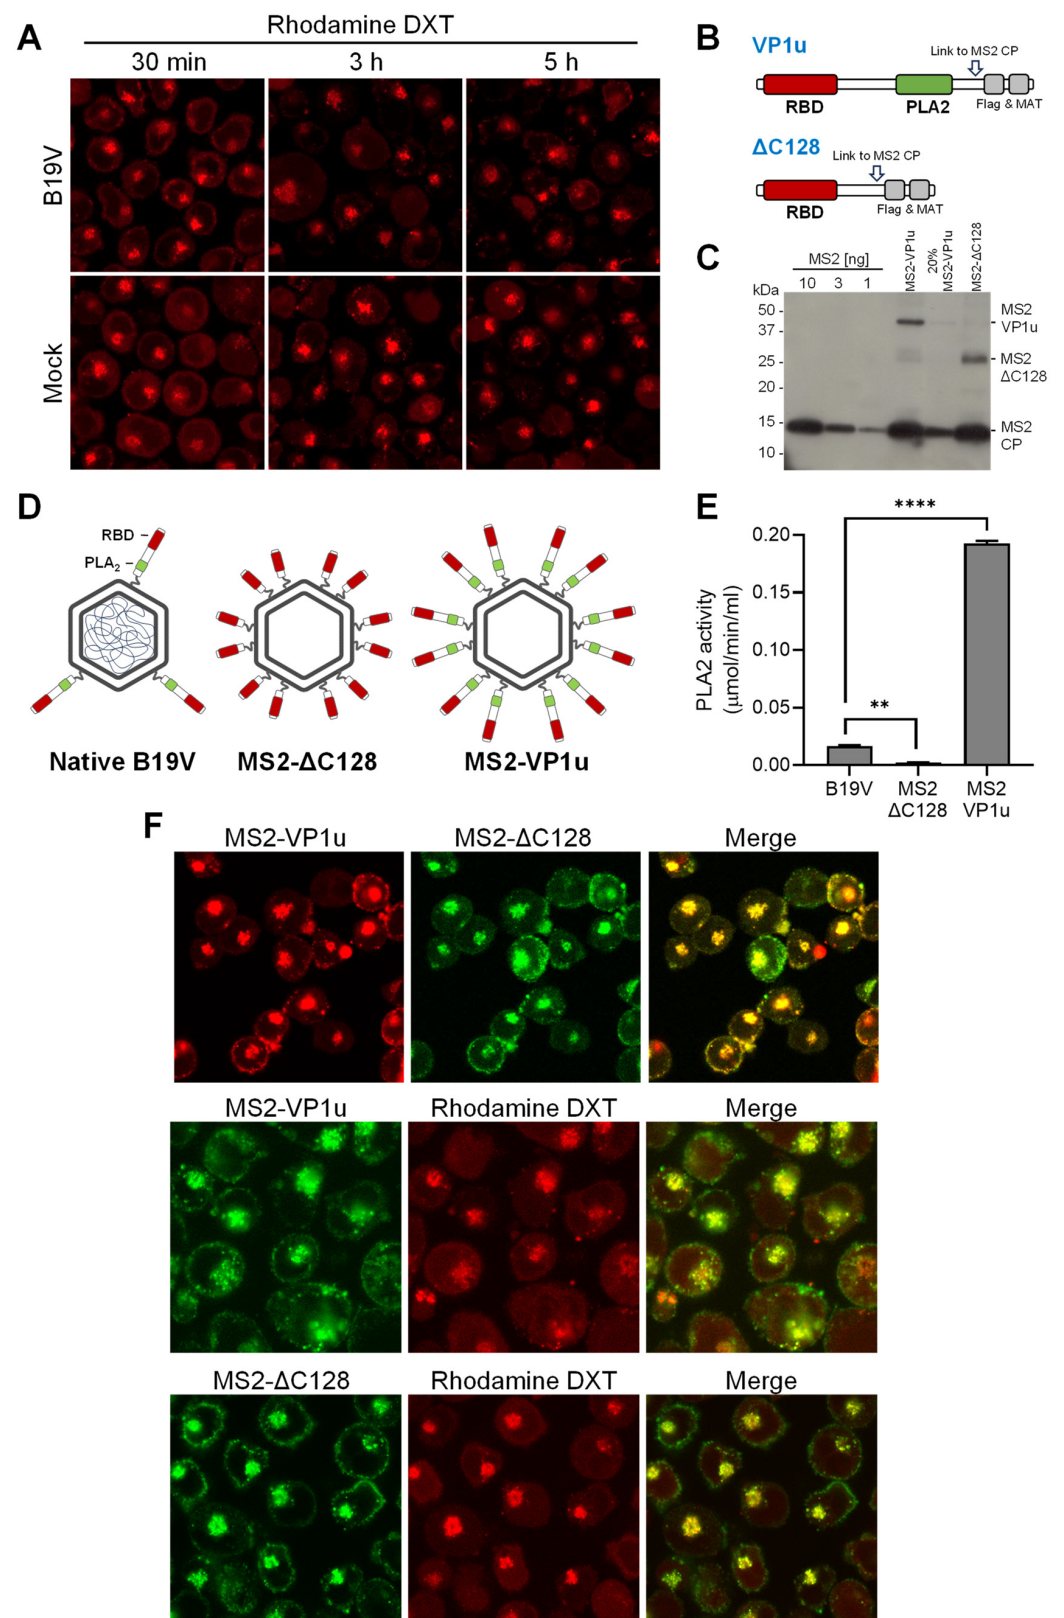 A
Rhodamine DXT
30 min
3 h
5 h
B19V
Mock
B
VP1u
Link to MS2 CP
RBD
PLA2
Flag & MAT
ΔC128
Link to MS2 CP
RBD
Flag & MAT
C
MS2 [ng]
10
3
1
MS2-VP1u
20%
MS2-VP1u
MS2-ΔC128
kDa
50
37
25
20
15
10
MS2
VP1u
MS2
ΔC128
MS2
CP
D
RBD
PLA2
Native B19V
MS2-ΔC128
MS2-VP1u
E
PLA2 activity
(μmol/min/ml)
0.20
0.15
0.10
0.05
0.00
****
**
B19V
MS2
ΔC128
MS2
VP1u
F
MS2-VP1u
MS2-ΔC128
Merge
MS2-VP1u
Rhodamine DXT
Merge
MS2-ΔC128
Rhodamine DXT
Merge